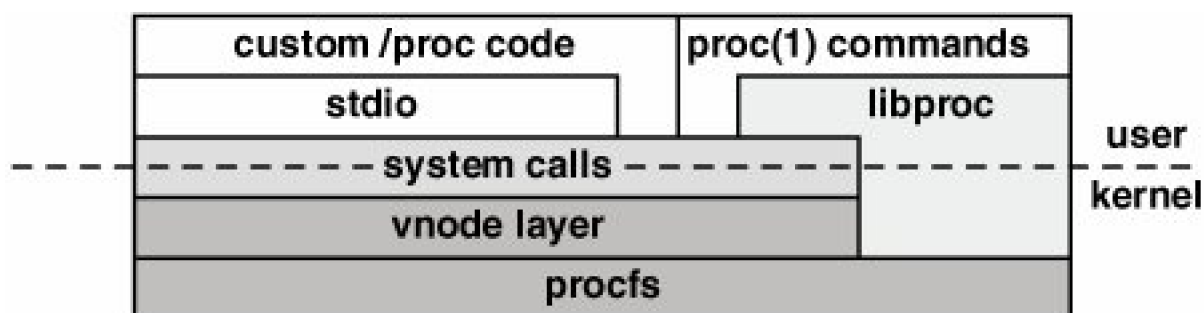 custom /proc code
proc(1) commands
stdio
libproc
user
system calls
kernel
vnode layer
procfs